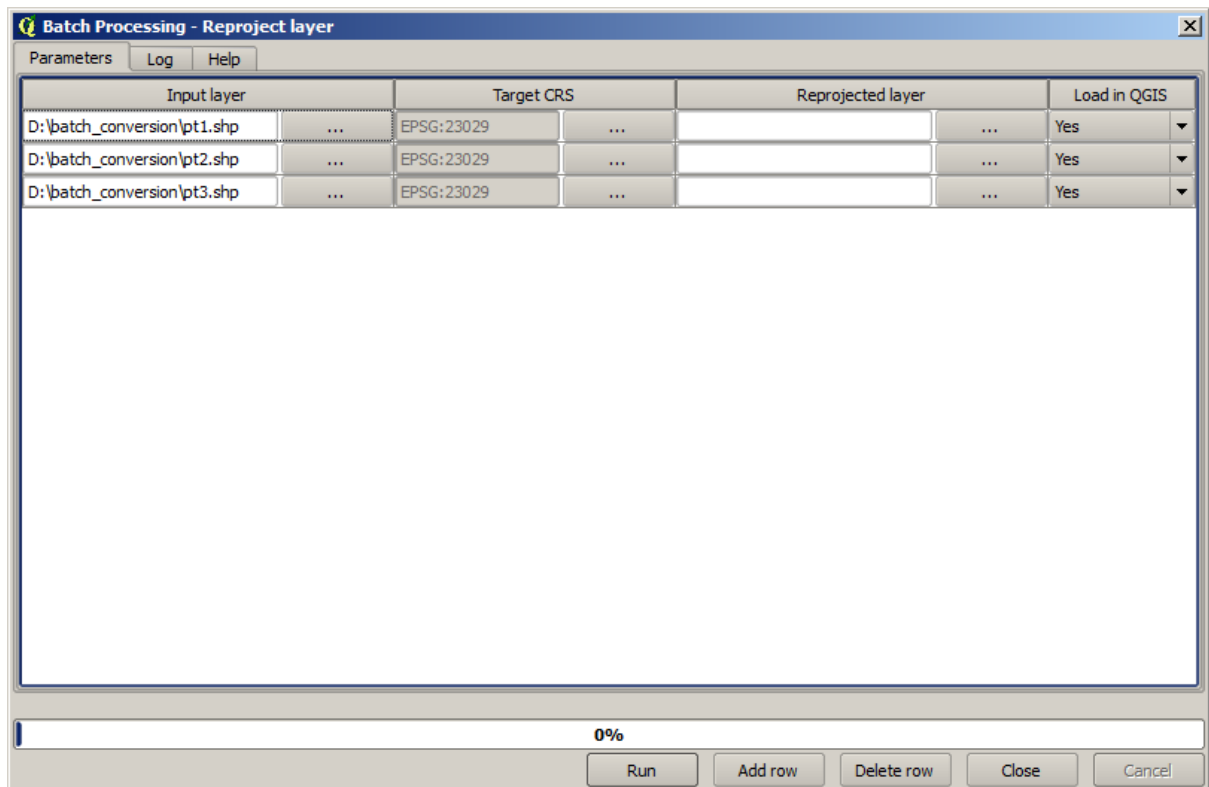 Batch Processing - Reproject layer
Parameters Log Help
Input layer Target CRS Reprojected layer Load in QGIS
D:\batch_conversion\pt1.shp ... EPSG:23029 ... ... Yes
D:\batch_conversion\pt2.shp ... EPSG:23029 ... ... Yes
D:\batch_conversion\pt3.shp ... EPSG:23029 ... ... Yes
0%
Run Add row Delete row Close Cancel